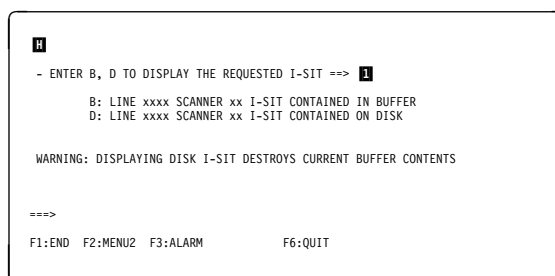 H
- ENTER B, D TO DISPLAY THE REQUESTED I-SIT ==> 1
B: LINE xxxx SCANNER xx I-SIT CONTAINED IN BUFFER
D: LINE xxxx SCANNER xx I-SIT CONTAINED ON DISK
WARNING: DISPLAYING DISK I-SIT DESTROYS CURRENT BUFFER CONTENTS
===>
F1:END F2:MENU2 F3:ALARM F6:QUIT